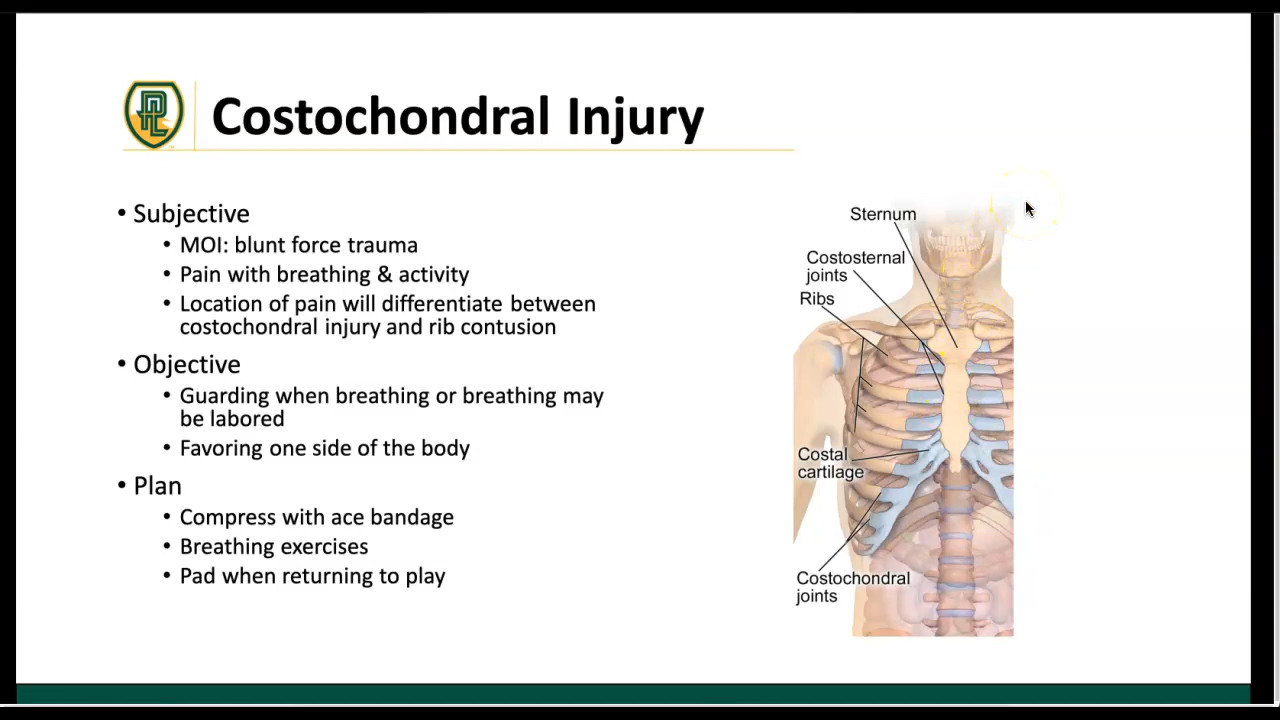 Costochondral Injury
• Subjective
• MOI: blunt force trauma
• Pain with breathing & activity
• Location of pain will differentiate between
costochondral injury and rib contusion
• Objective
• Guarding when breathing or breathing may
be labored
• Favoring one side of the body
• Plan
• Compress with ace bandage
• Breathing exercises
• Pad when returning to play
Sternum
Costosternal
joints
Ribs
Costal
cartilage
Costochondral
joints